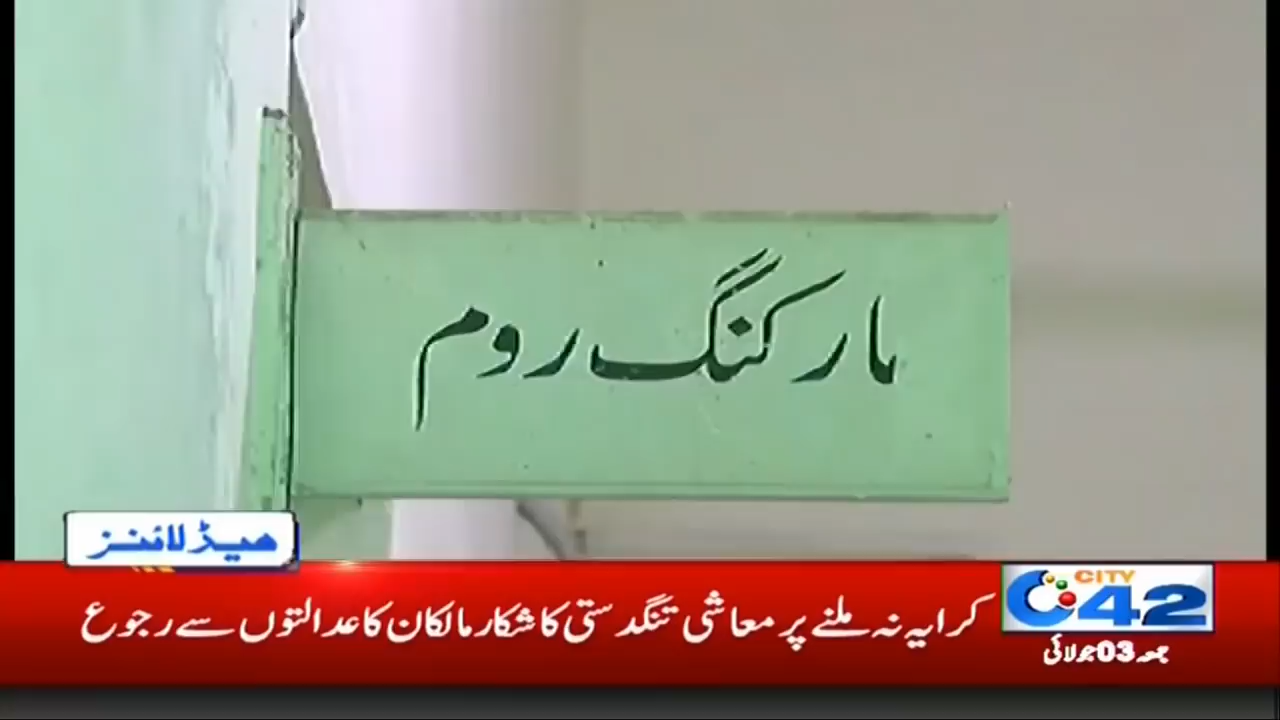 مارکنگ روم
ہیڈلائنز
کرایہ نہ ملنے پر معاشی تنگدستی کا شکار مالکان کا عدالتوں سے رجوع
CITY
42
جمعہ 03 جولائی